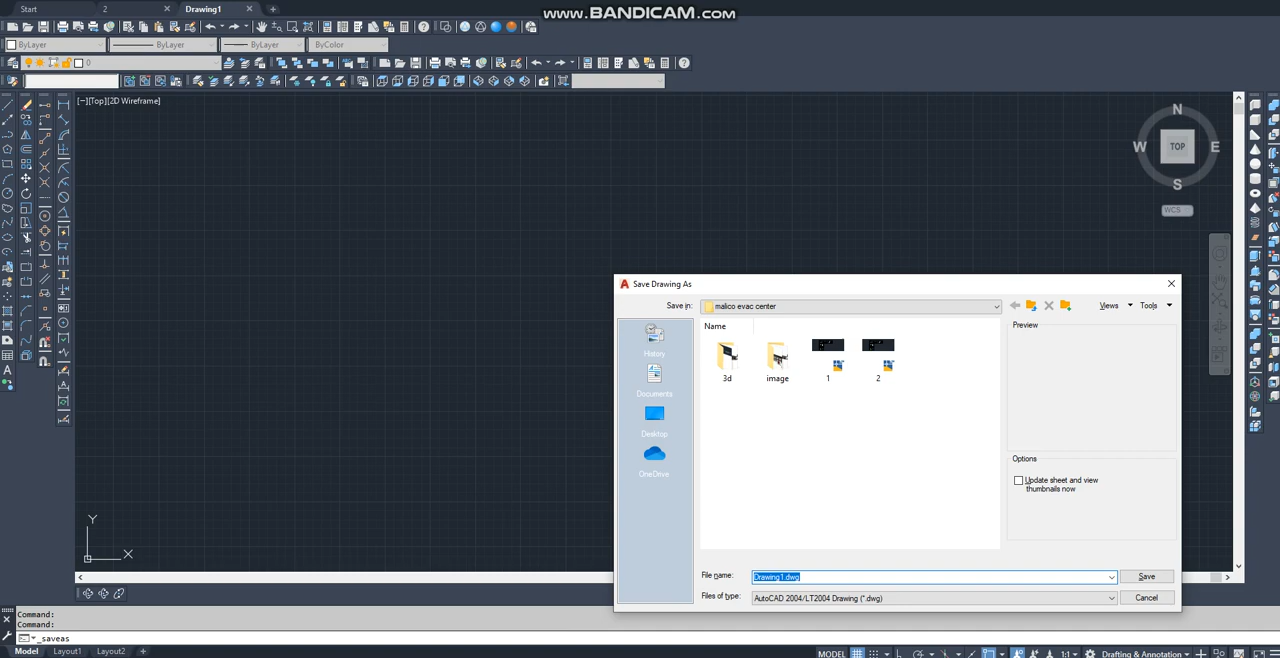 www.BANDICAM.com
Start
2
Drawing1
ByLayer
ByLayer
ByLayer
ByColor
0
[−][Top][2D Wireframe]
N
W
TOP
E
S
WCS
Save Drawing As
Save in:
malico evac center
Views
Tools
Name
Preview
History
3d
image
1
2
Documents
Desktop
OneDrive
Options
Update sheet and view
thumbnails now
Y
X
File name:
Drawing1.dwg
Save
Files of type:
AutoCAD 2004/LT2004 Drawing (*.dwg)
Cancel
Command:
Command:
_saveas
Model
Layout1
Layout2
MODEL
1:1
Drafting & Annotation